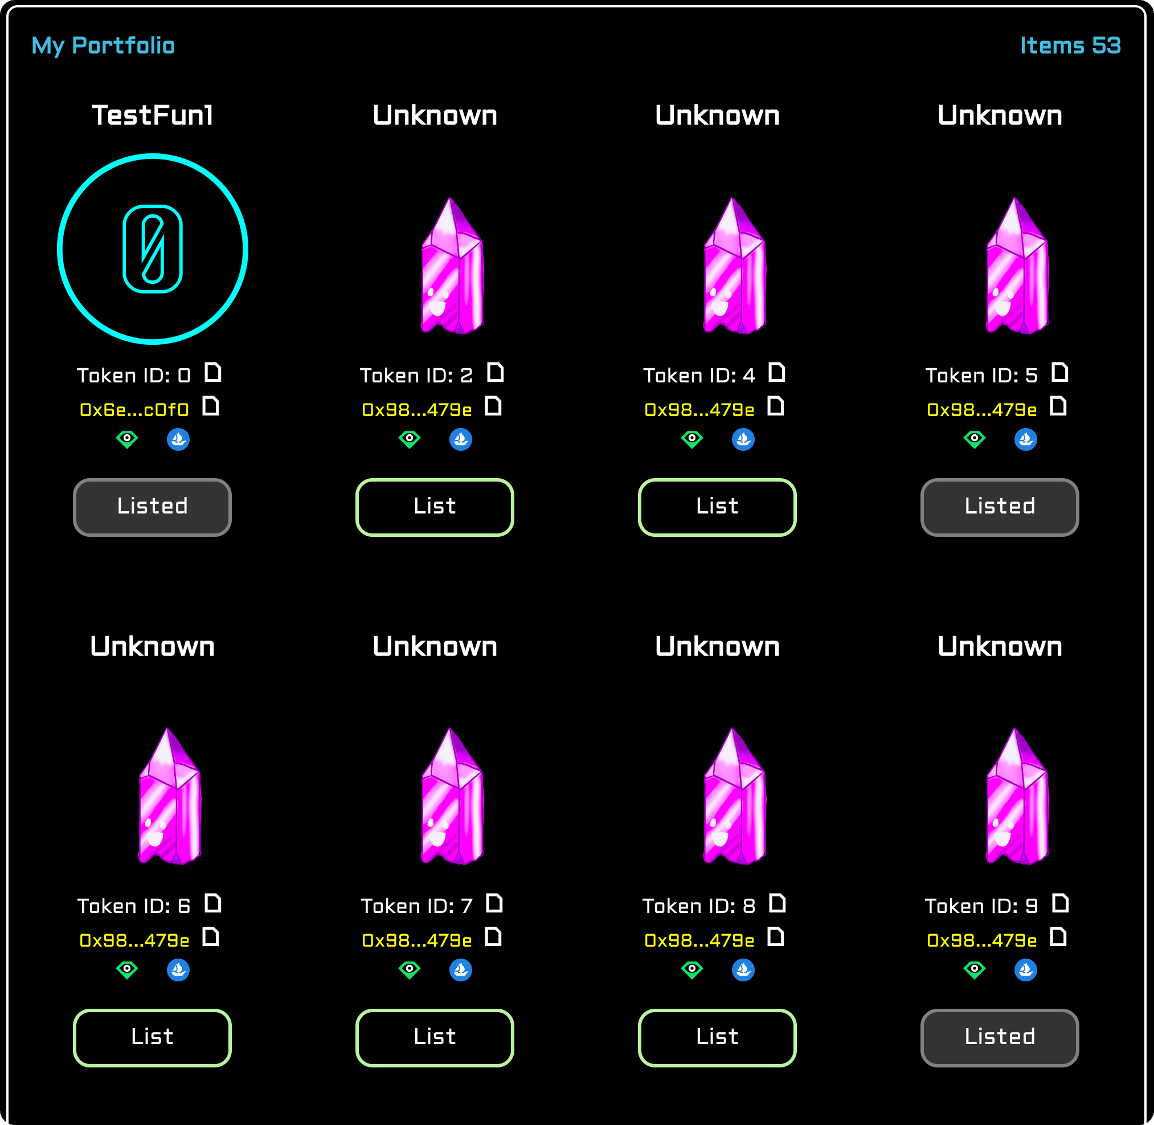 My Portfolio Items 53
TestFun1 Unknown Unknown Unknown
0
Token ID: 0 Token ID: 2 Token ID: 4 Token ID: 5
0x6e...c0f0 0x98...479e 0x98...479e 0x98...479e
Listed List List Listed
Unknown Unknown Unknown Unknown
Token ID: 6 Token ID: 7 Token ID: 8 Token ID: 9
0x98...479e 0x98...479e 0x98...479e 0x98...479e
List List List Listed